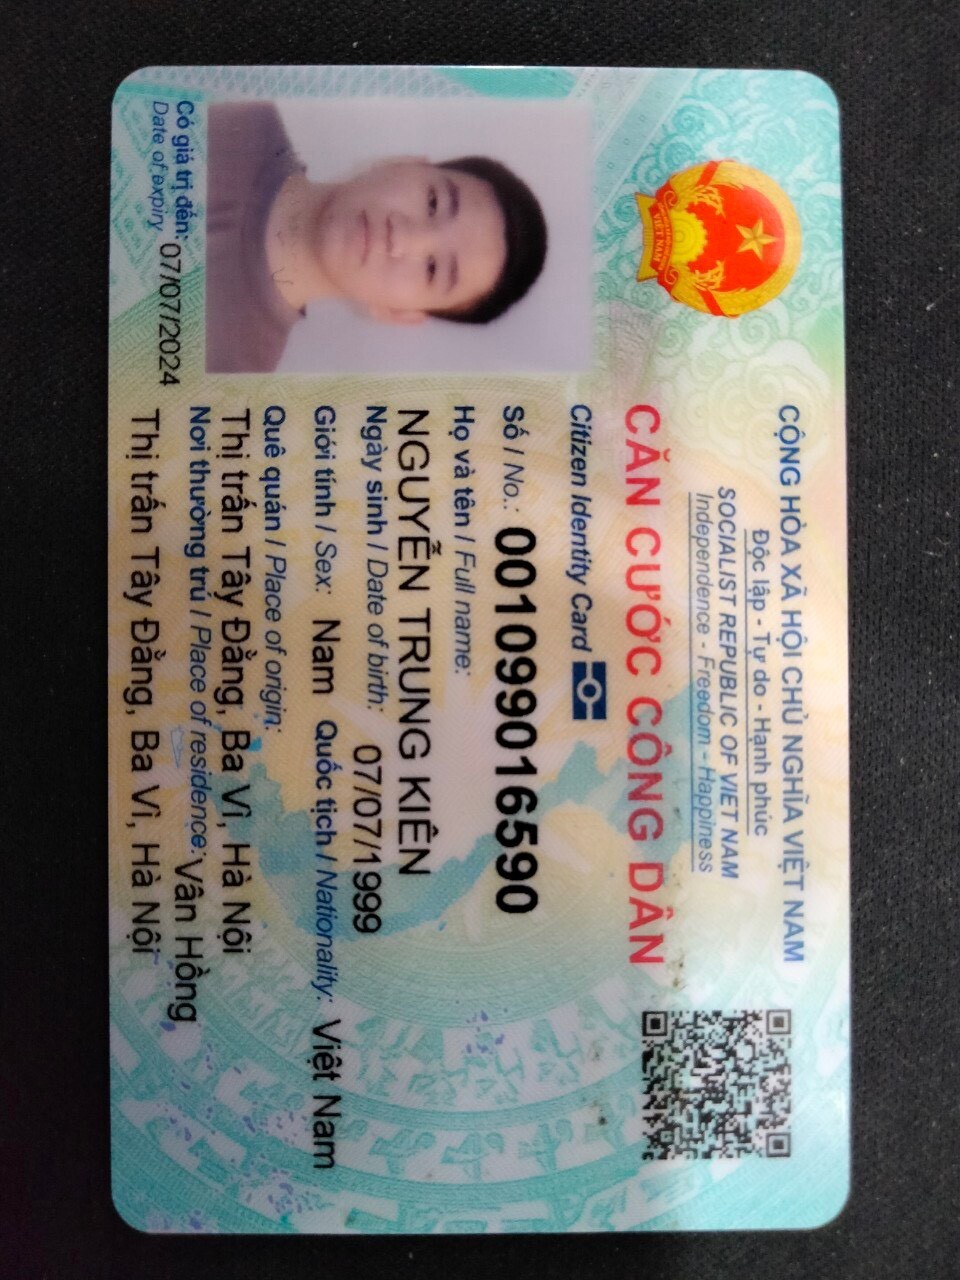 CỘNG HÒA XÃ HỘI CHỦ NGHĨA VIỆT NAM
Độc lập - Tự do - Hạnh phúc
SOCIALIST REPUBLIC OF VIET NAM
Independence - Freedom - Happiness
CĂN CƯỚC CÔNG DÂN
Citizen Identity Card
Số / No.: 001099016590
Họ và tên / Full name:
NGUYỄN TRUNG KIÊN
Ngày sinh / Date of birth: 07/07/1999
Giới tính / Sex: Nam Quốc tịch / Nationality: Việt Nam
Quê quán / Place of origin:
Thị trấn Tây Đằng, Ba Vì, Hà Nội
Nơi thường trú / Place of residence: Vân Hồng
Thị trấn Tây Đằng, Ba Vì, Hà Nội
Có giá trị đến: 07/07/2024
Date of expiry
VIỆT NAM